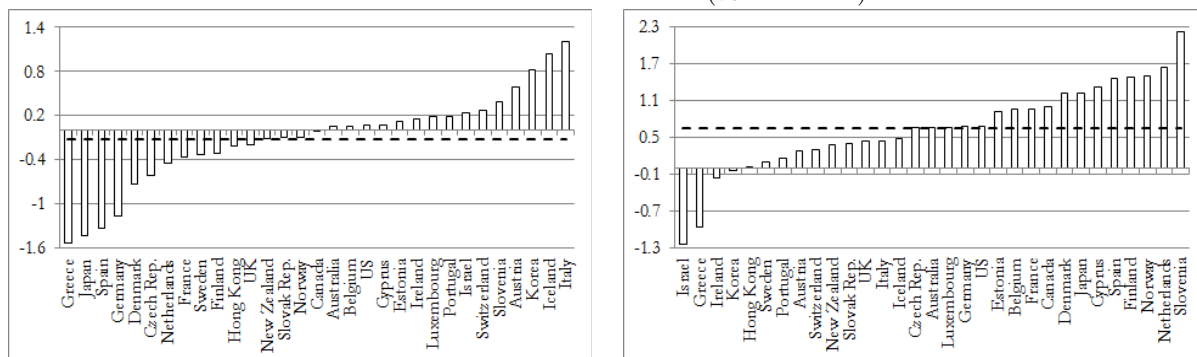 1.4
0.8
0.2
-0.4
-1
-1.6
Greece
Japan
Spain
Germany
Denmark
Czech Rep.
Netherlands
France
Sweden
Finland
Hong Kong
UK
New Zealand
Slovak Rep.
Norway
Canada
Australia
Belgium
US
Cyprus
Estonia
Ireland
Luxembourg
Portugal
Israel
Switzerland
Slovenia
Austria
Korea
Iceland
Italy
2.3
1.7
1.1
0.5
-0.1
-0.7
-1.3
Israel
Greece
Ireland
Korea
Hong Kong
Sweden
Portugal
Austria
Switzerland
New Zealand
Slovak Rep.
UK
Italy
Iceland
Czech Rep.
Australia
Luxembourg
Germany
US
Estonia
Belgium
France
Canada
Denmark
Japan
Cyprus
Spain
Finland
Norway
Netherlands
Slovenia